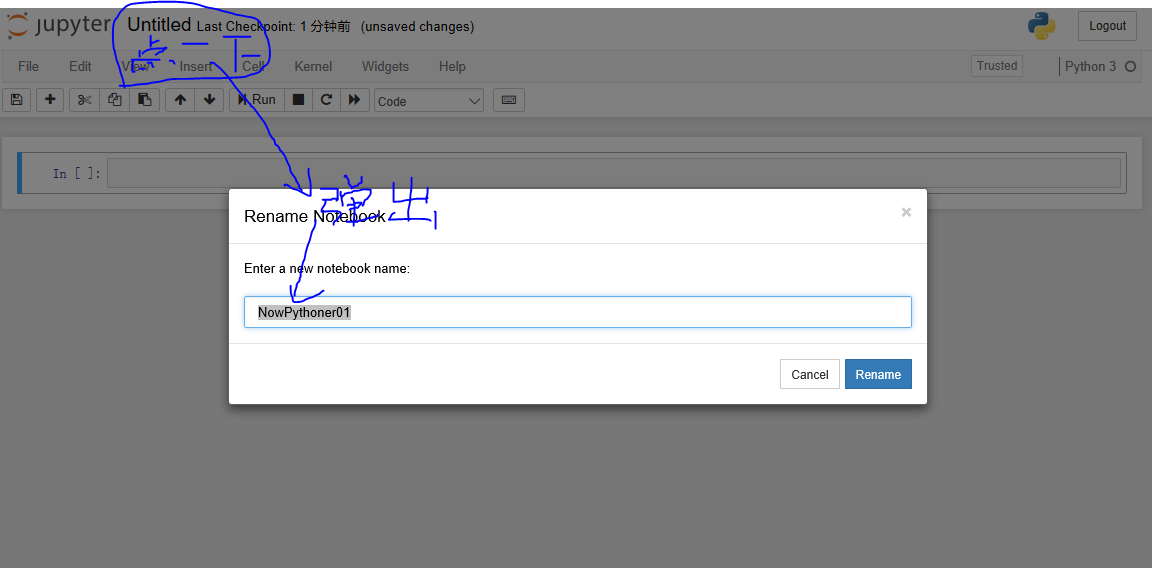 jupyter Untitled Last Checkpoint: 1 分钟前 (unsaved changes) Logout
点一下
File Edit View Insert Cell Kernel Widgets Help Trusted Python 3
Run Code
In [ ]:
弹出
Rename Notebook ×
Enter a new notebook name:
NowPythoner01
Cancel Rename